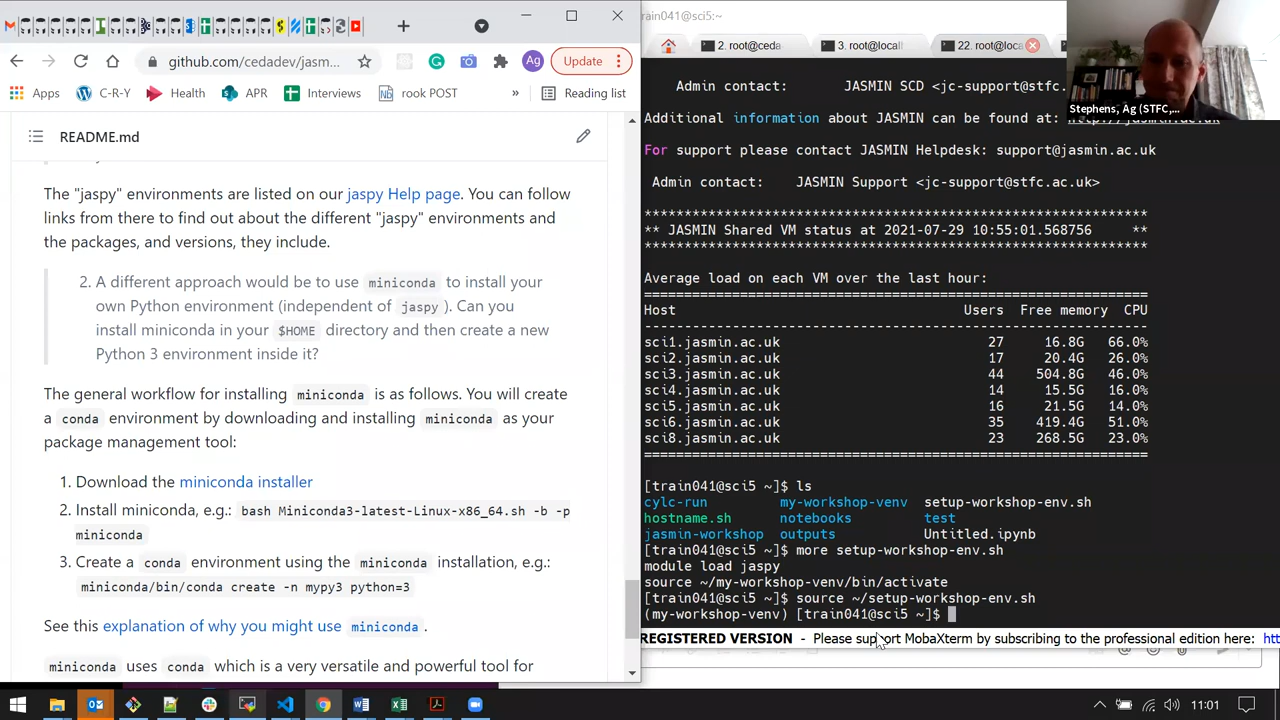 Update
github.com/cedadev/jasm...
Apps
C-R-Y
Health
APR
Interviews
rook POST
»
Reading list
README.md
The "jaspy" environments are listed on our jaspy Help page. You can follow
links from there to find out about the different "jaspy" environments and
the packages, and versions, they include.
2. A different approach would be to use miniconda to install your
own Python environment (independent of jaspy ). Can you
install miniconda in your $HOME directory and then create a new
Python 3 environment inside it?
The general workflow for installing miniconda is as follows. You will create
a conda environment by downloading and installing miniconda as your
package management tool:
1. Download the miniconda installer
2. Install miniconda, e.g.: bash Miniconda3-latest-Linux-x86_64.sh -b -p
miniconda
3. Create a conda environment using the miniconda installation, e.g.:
miniconda/bin/conda create -n mypy3 python=3
See this explanation of why you might use miniconda .
miniconda uses conda which is a very versatile and powerful tool for
train041@sci5:~
2. root@ceda
3. root@locall
22. root@loca
Stephens, Ag (STFC,...
Admin contact: JASMIN SCD <jc-support@stfc.
Additional information about JASMIN can be found at: http://jasmin.ac.uk
For support please contact JASMIN Helpdesk: support@jasmin.ac.uk
Admin contact: JASMIN Support <jc-support@stfc.ac.uk>
***************************************************************
** JASMIN Shared VM status at 2021-07-29 10:55:01.568756 **
***************************************************************
Average load on each VM over the last hour:
===============================================================
Host Users Free memory CPU
---------------------------------------------------------------
sci1.jasmin.ac.uk 27 16.8G 66.0%
sci2.jasmin.ac.uk 17 20.4G 26.0%
sci3.jasmin.ac.uk 44 504.8G 46.0%
sci4.jasmin.ac.uk 14 15.5G 16.0%
sci5.jasmin.ac.uk 16 21.5G 14.0%
sci6.jasmin.ac.uk 35 419.4G 51.0%
sci8.jasmin.ac.uk 23 268.5G 23.0%
===============================================================
[train041@sci5 ~]$ ls
cylc-run my-workshop-venv setup-workshop-env.sh
hostname.sh notebooks test
jasmin-workshop outputs Untitled.ipynb
[train041@sci5 ~]$ more setup-workshop-env.sh
module load jaspy
source ~/my-workshop-venv/bin/activate
[train041@sci5 ~]$ source ~/setup-workshop-env.sh
(my-workshop-venv) [train041@sci5 ~]$
REGISTERED VERSION - Please support MobaXterm by subscribing to the professional edition here: htt
11:01